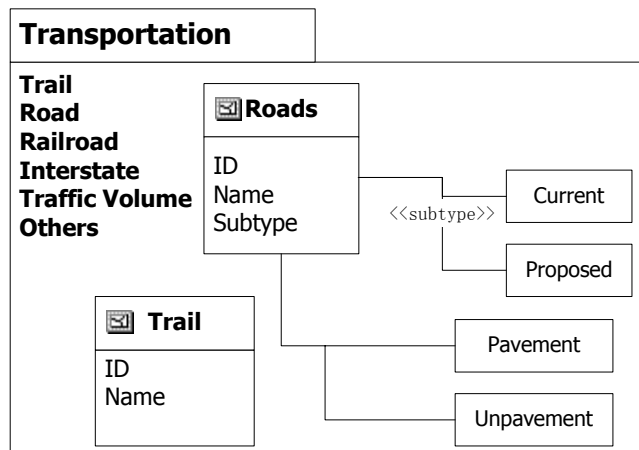 Transportation
Trail
Road
Railroad
Interstate
Traffic Volume
Others
Roads
ID
Name
Subtype
<<subtype>>
Current
Proposed
Trail
ID
Name
Pavement
Unpavement